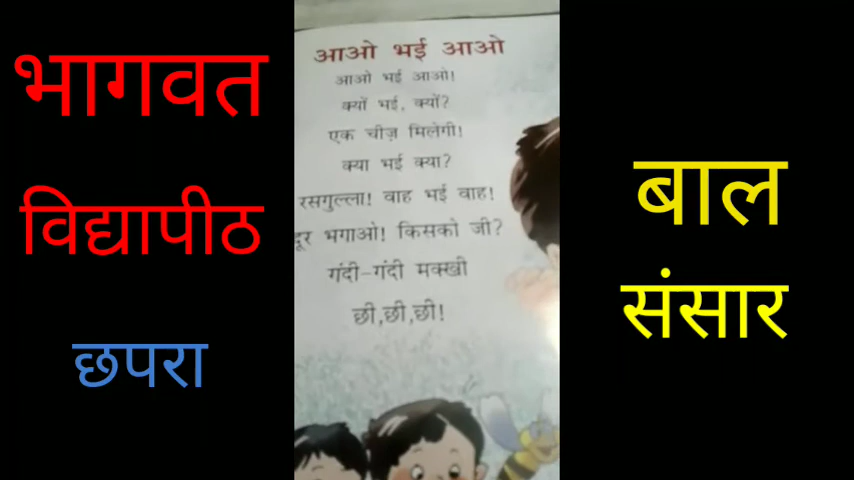 भागवत
विद्यापीठ
छपरा
आओ भई आओ
आओ भई आओ!
क्यों भई, क्यों?
एक चीज़ मिलेगी!
क्या भई क्या?
रसगुल्ला! वाह भई वाह!
दूर भगाओ! किसको जी?
गंदी-गंदी मक्खी
छी,छी,छी!
बाल
संसार